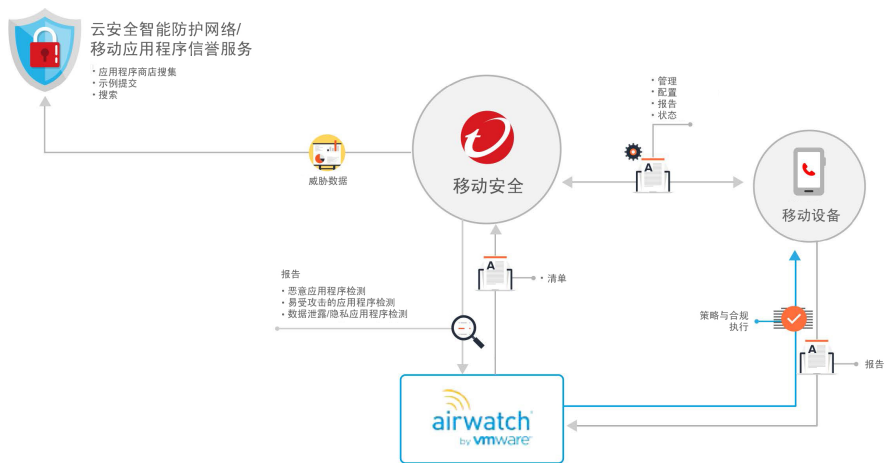 云安全智能防护网络/
移动应用程序信誉服务
• 应用程序商店搜集
• 示例提交
• 搜索
威胁数据
移动安全
• 管理
• 配置
• 报告
• 状态
A
移动设备
报告
• 恶意应用程序检测
• 易受攻击的应用程序检测
• 数据泄露/隐私应用程序检测
A
• 清单
策略与合规
执行
A
• 报告
airwatch
by vmware